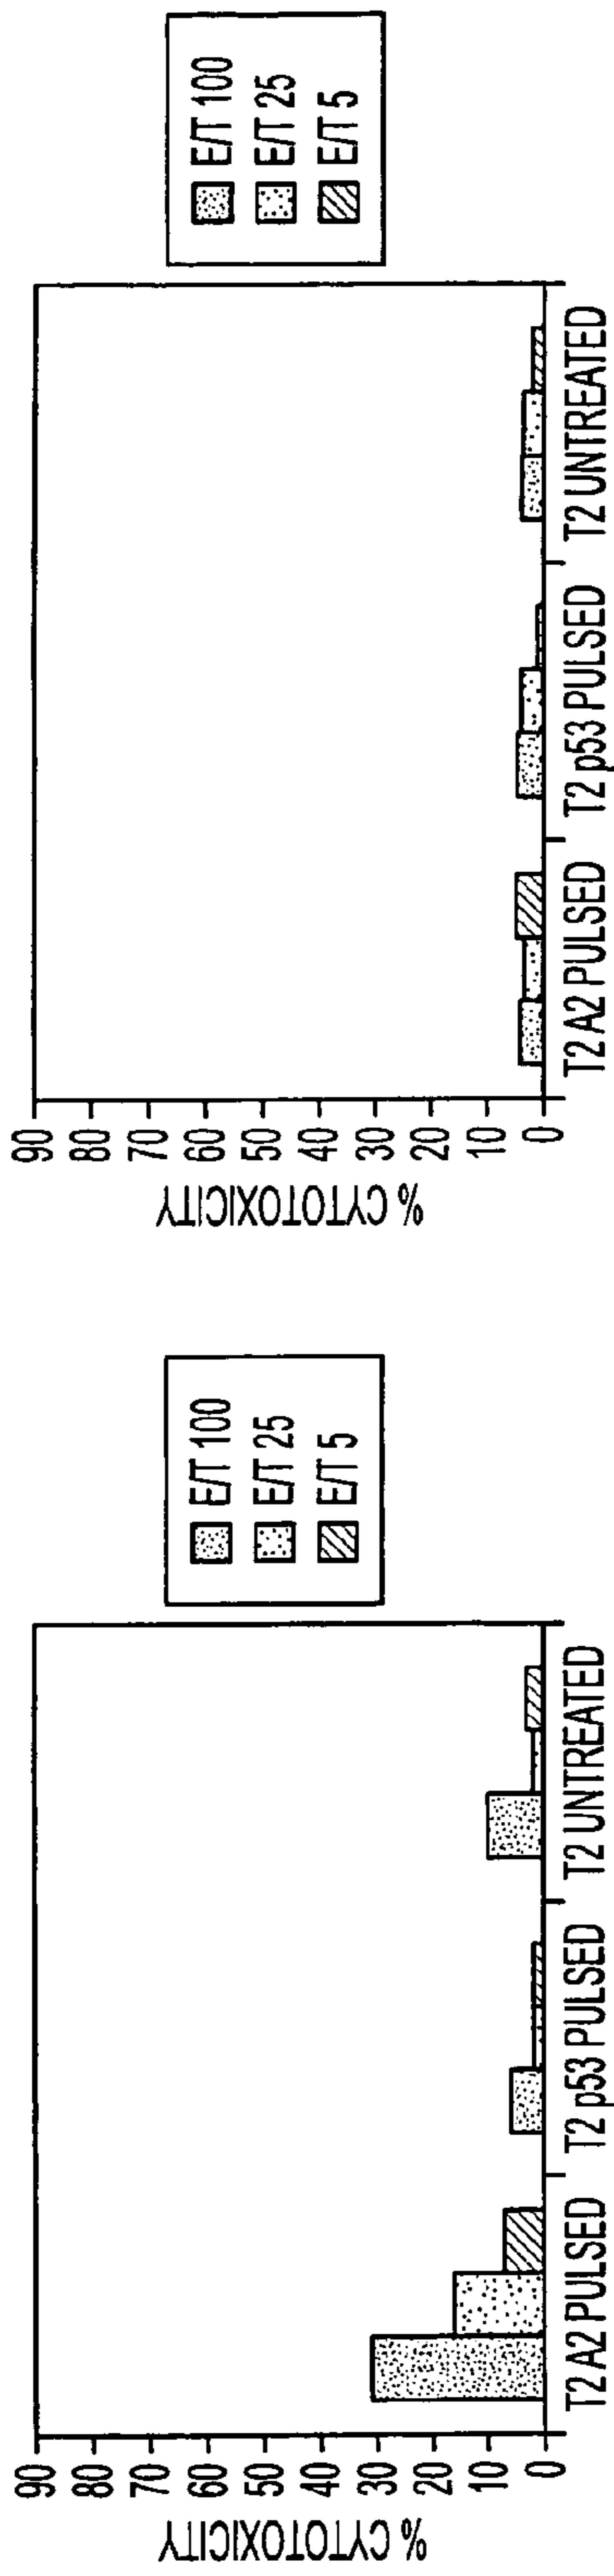 % CYTOTOXICITY
90
80
70
60
50
40
30
20
10
0
T2 A2 PULSED
T2 p53 PULSED
T2 UNTREATED
E/T 100
E/T 25
E/T 5
% CYTOTOXICITY
90
80
70
60
50
40
30
20
10
0
T2 A2 PULSED
T2 p53 PULSED
T2 UNTREATED
E/T 100
E/T 25
E/T 5